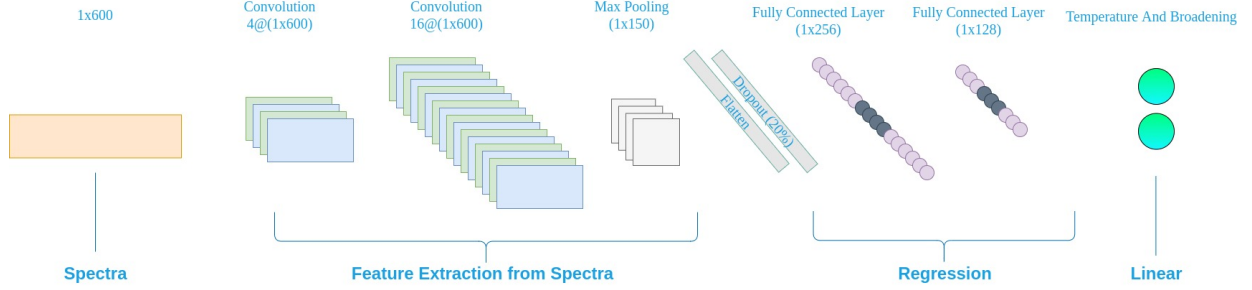 1x600
Convolution
4@(1x600)
Convolution
16@(1x600)
Max Pooling
(1x150)
Fully Connected Layer
(1x256)
Fully Connected Layer
(1x128)
Temperature And Broadening
Flatten
Dropout (20%)
Spectra
Feature Extraction from Spectra
Regression
Linear